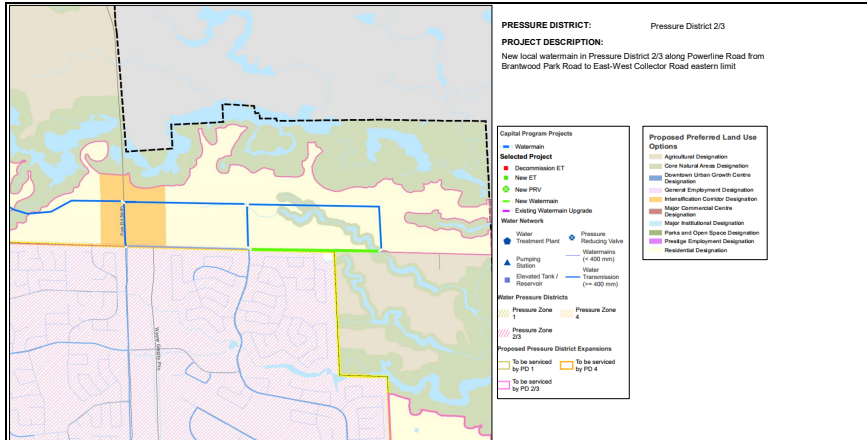 PRESSURE DISTRICT: Pressure District 2/3
PROJECT DESCRIPTION:
New local watermain in Pressure District 2/3 along Powerline Road from
Brantwood Park Road to East-West Collector Road eastern limit
Capital Program Projects
Watermain
Selected Project
Decommission ET
New ET
New PRV
New Watermain
Existing Watermain Upgrade
Water Network
Water
Treatment Plant
Pressure
Reducing Valve
Pumping
Station
Watermains
(< 400 mm)
Elevated Tank /
Reservoir
Water
Transmission
(>= 400 mm)
Water Pressure Districts
Pressure Zone
1
Pressure Zone
4
Pressure Zone
2/3
Proposed Pressure District Expansions
To be serviced
by PD 1
To be serviced
by PD 4
To be serviced
by PD 2/3
Proposed Preferred Land Use
Options
Agricultural Designation
Core Natural Areas Designation
Downtown Urban Growth Centre
Designation
General Employment Designation
Intensification Corridor Designation
Major Commercial Centre
Designation
Major Institutional Designation
Parks and Open Space Designation
Prestige Employment Designation
Residential Designation
Park Rd North
Wayne Gretzky Pky